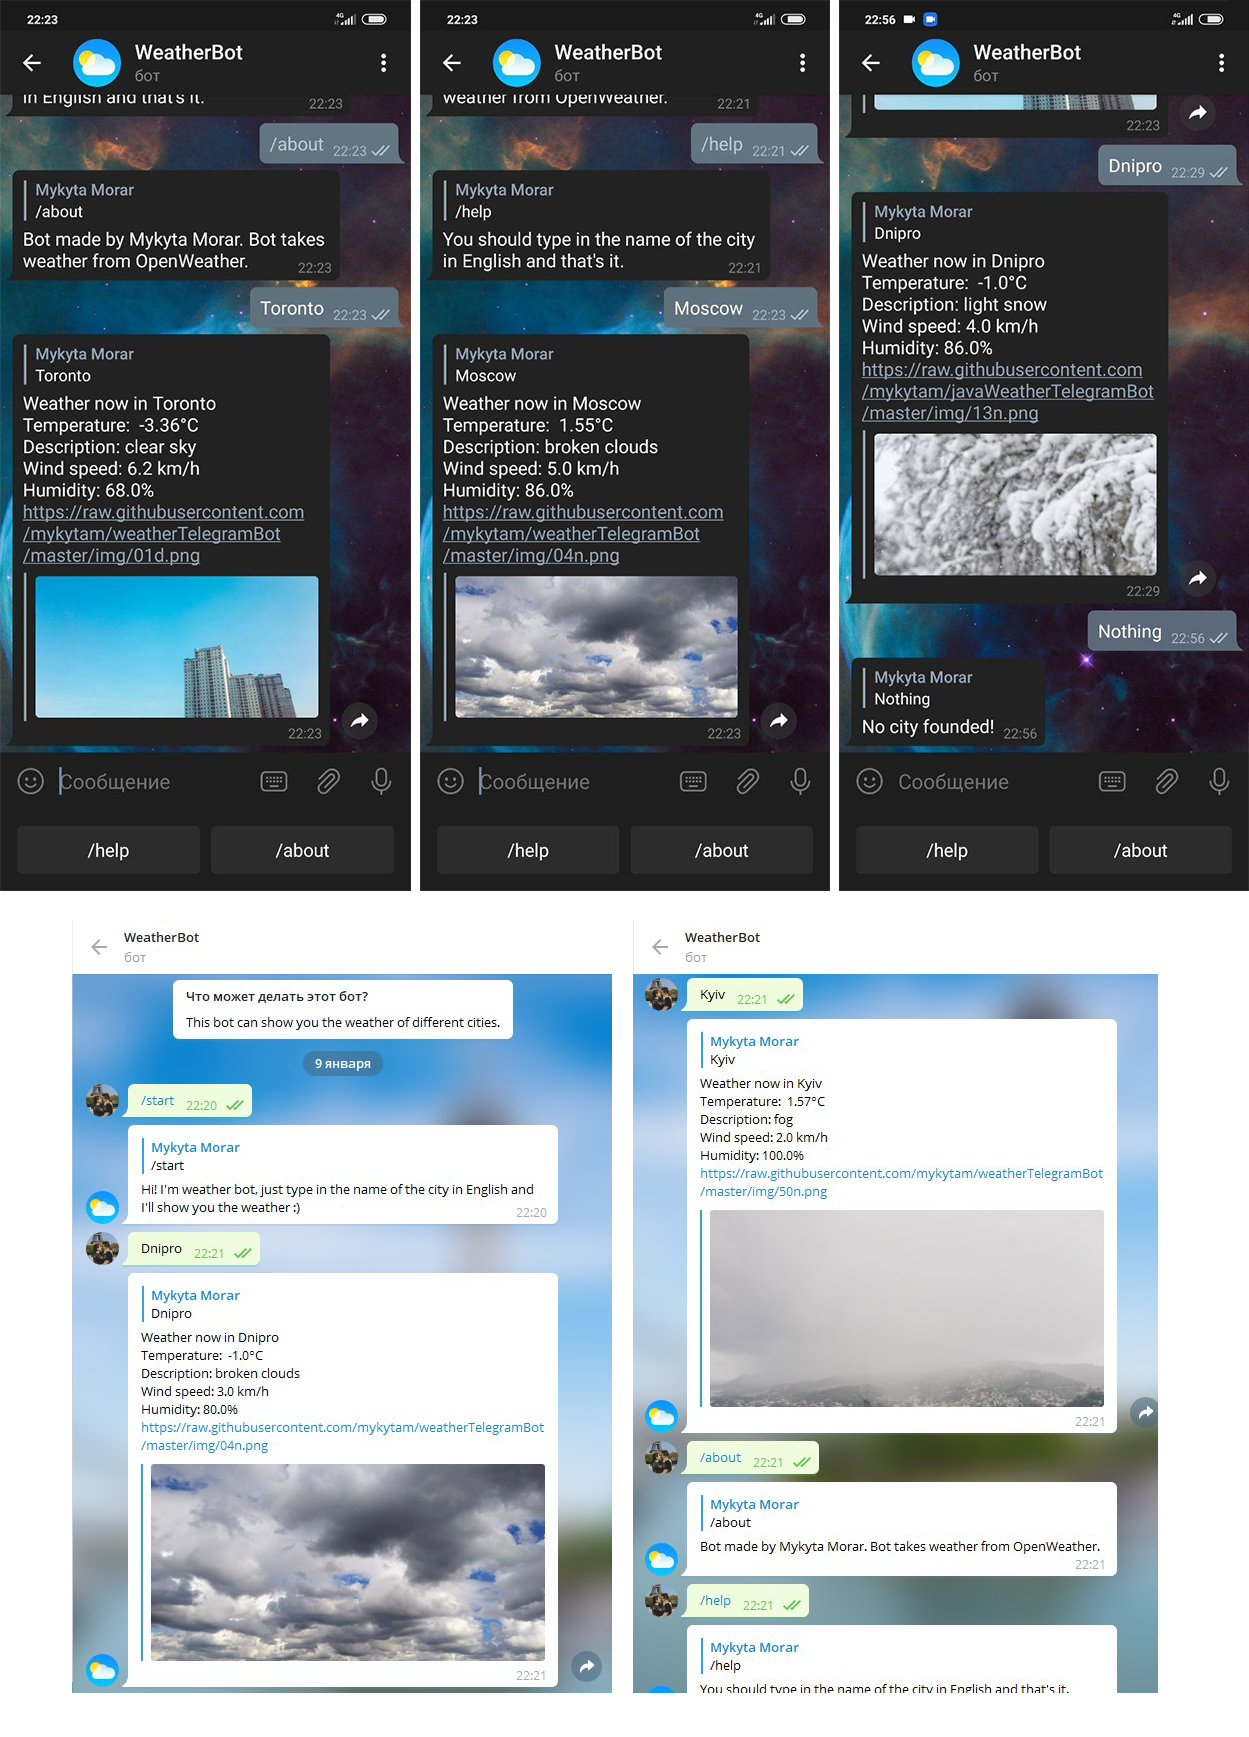 22:23
4G
WeatherBot
бот
in English and that's it.
22:23
/about 22:23
Mykyta Morar
/about
Bot made by Mykyta Morar. Bot takes
weather from OpenWeather.
22:23
Toronto 22:23
Mykyta Morar
Toronto
Weather now in Toronto
Temperature: -3.36°C
Description: clear sky
Wind speed: 6.2 km/h
Humidity: 68.0%
https://raw.githubusercontent.com
/mykytam/weatherTelegramBot
/master/img/01d.png
22:23
Сообщение
/help /about
22:23
4G
WeatherBot
бот
weather from OpenWeather.
22:21
/help 22:21
Mykyta Morar
/help
You should type in the name of the city
in English and that's it.
22:21
Moscow 22:23
Mykyta Morar
Moscow
Weather now in Moscow
Temperature: 1.55°C
Description: broken clouds
Wind speed: 5.0 km/h
Humidity: 86.0%
https://raw.githubusercontent.com
/mykytam/weatherTelegramBot
/master/img/04n.png
22:23
Сообщение
/help /about
22:56
4G
WeatherBot
бот
22:23
Dnipro 22:29
Mykyta Morar
Dnipro
Weather now in Dnipro
Temperature: -1.0°C
Description: light snow
Wind speed: 4.0 km/h
Humidity: 86.0%
https://raw.githubusercontent.com
/mykytam/javaWeatherTelegramBot
/master/img/13n.png
22:29
Nothing 22:56
Mykyta Morar
Nothing
No city founded! 22:56
Сообщение
/help /about
WeatherBot
бот
Что может делать этот бот?
This bot can show you the weather of different cities.
9 января
/start 22:20
Mykyta Morar
/start
Hi! I'm weather bot, just type in the name of the city in English and
I'll show you the weather :)
22:20
Dnipro 22:21
Mykyta Morar
Dnipro
Weather now in Dnipro
Temperature: -1.0°C
Description: broken clouds
Wind speed: 3.0 km/h
Humidity: 80.0%
https://raw.githubusercontent.com/mykytam/weatherTelegramBot
/master/img/04n.png
22:21
WeatherBot
бот
Kyiv 22:21
Mykyta Morar
Kyiv
Weather now in Kyiv
Temperature: 1.57°C
Description: fog
Wind speed: 2.0 km/h
Humidity: 100.0%
https://raw.githubusercontent.com/mykytam/weatherTelegramBot
/master/img/50n.png
22:21
/about 22:21
Mykyta Morar
/about
Bot made by Mykyta Morar. Bot takes weather from OpenWeather.
22:21
/help 22:21
Mykyta Morar
/help
You should type in the name of the city in English and that's it.